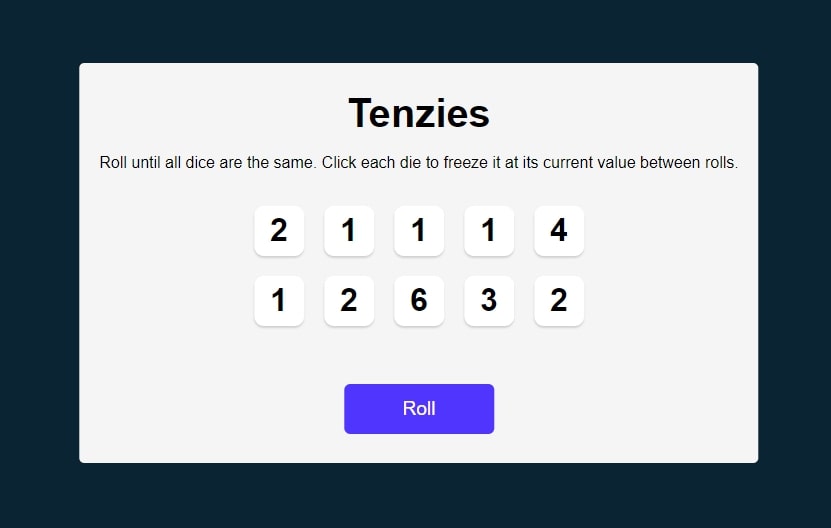 Tenzies
Roll until all dice are the same. Click each die to freeze it at its current value between rolls.
2 1 1 1 4
1 2 6 3 2
Roll